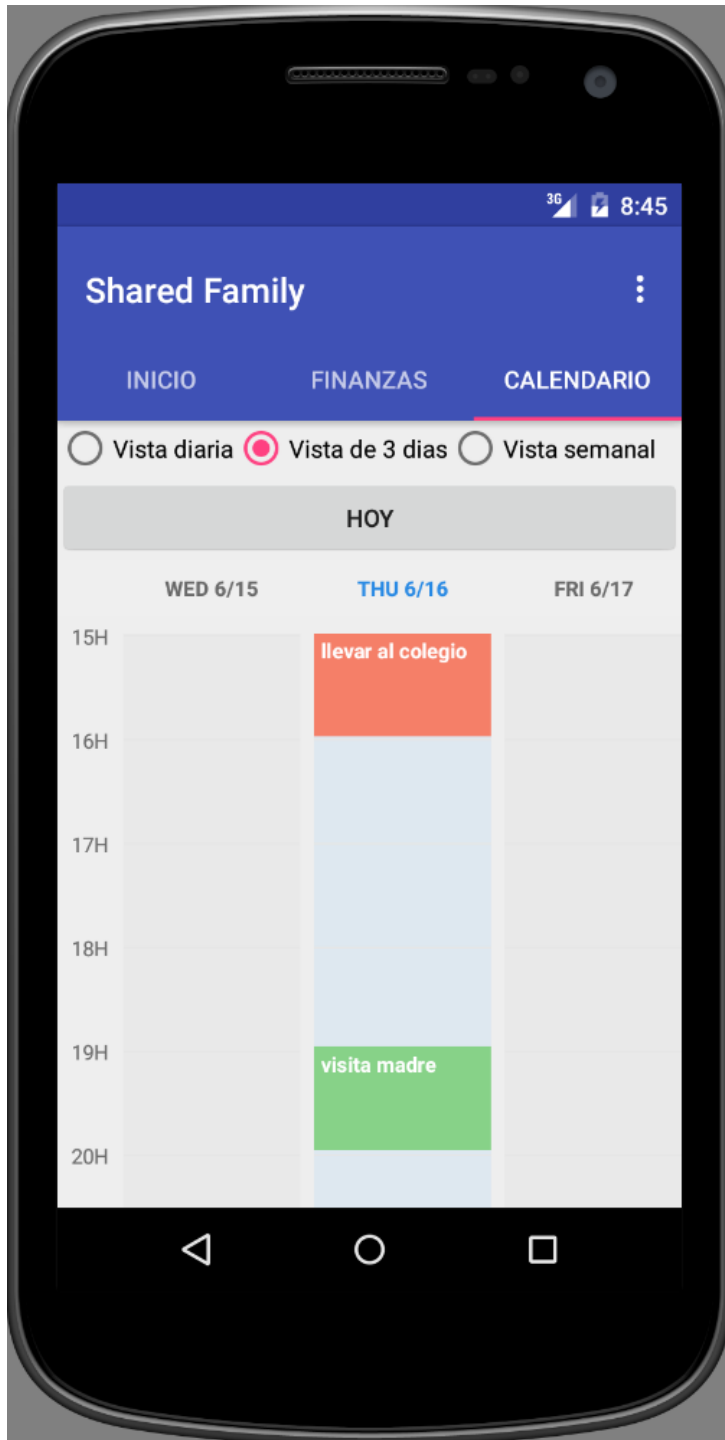 3G 8:45
Shared Family
INICIO FINANZAS CALENDARIO
Vista diaria Vista de 3 dias Vista semanal
HOY
WED 6/15 THU 6/16 FRI 6/17
15H
llevar al colegio
16H
17H
18H
19H
visita madre
20H